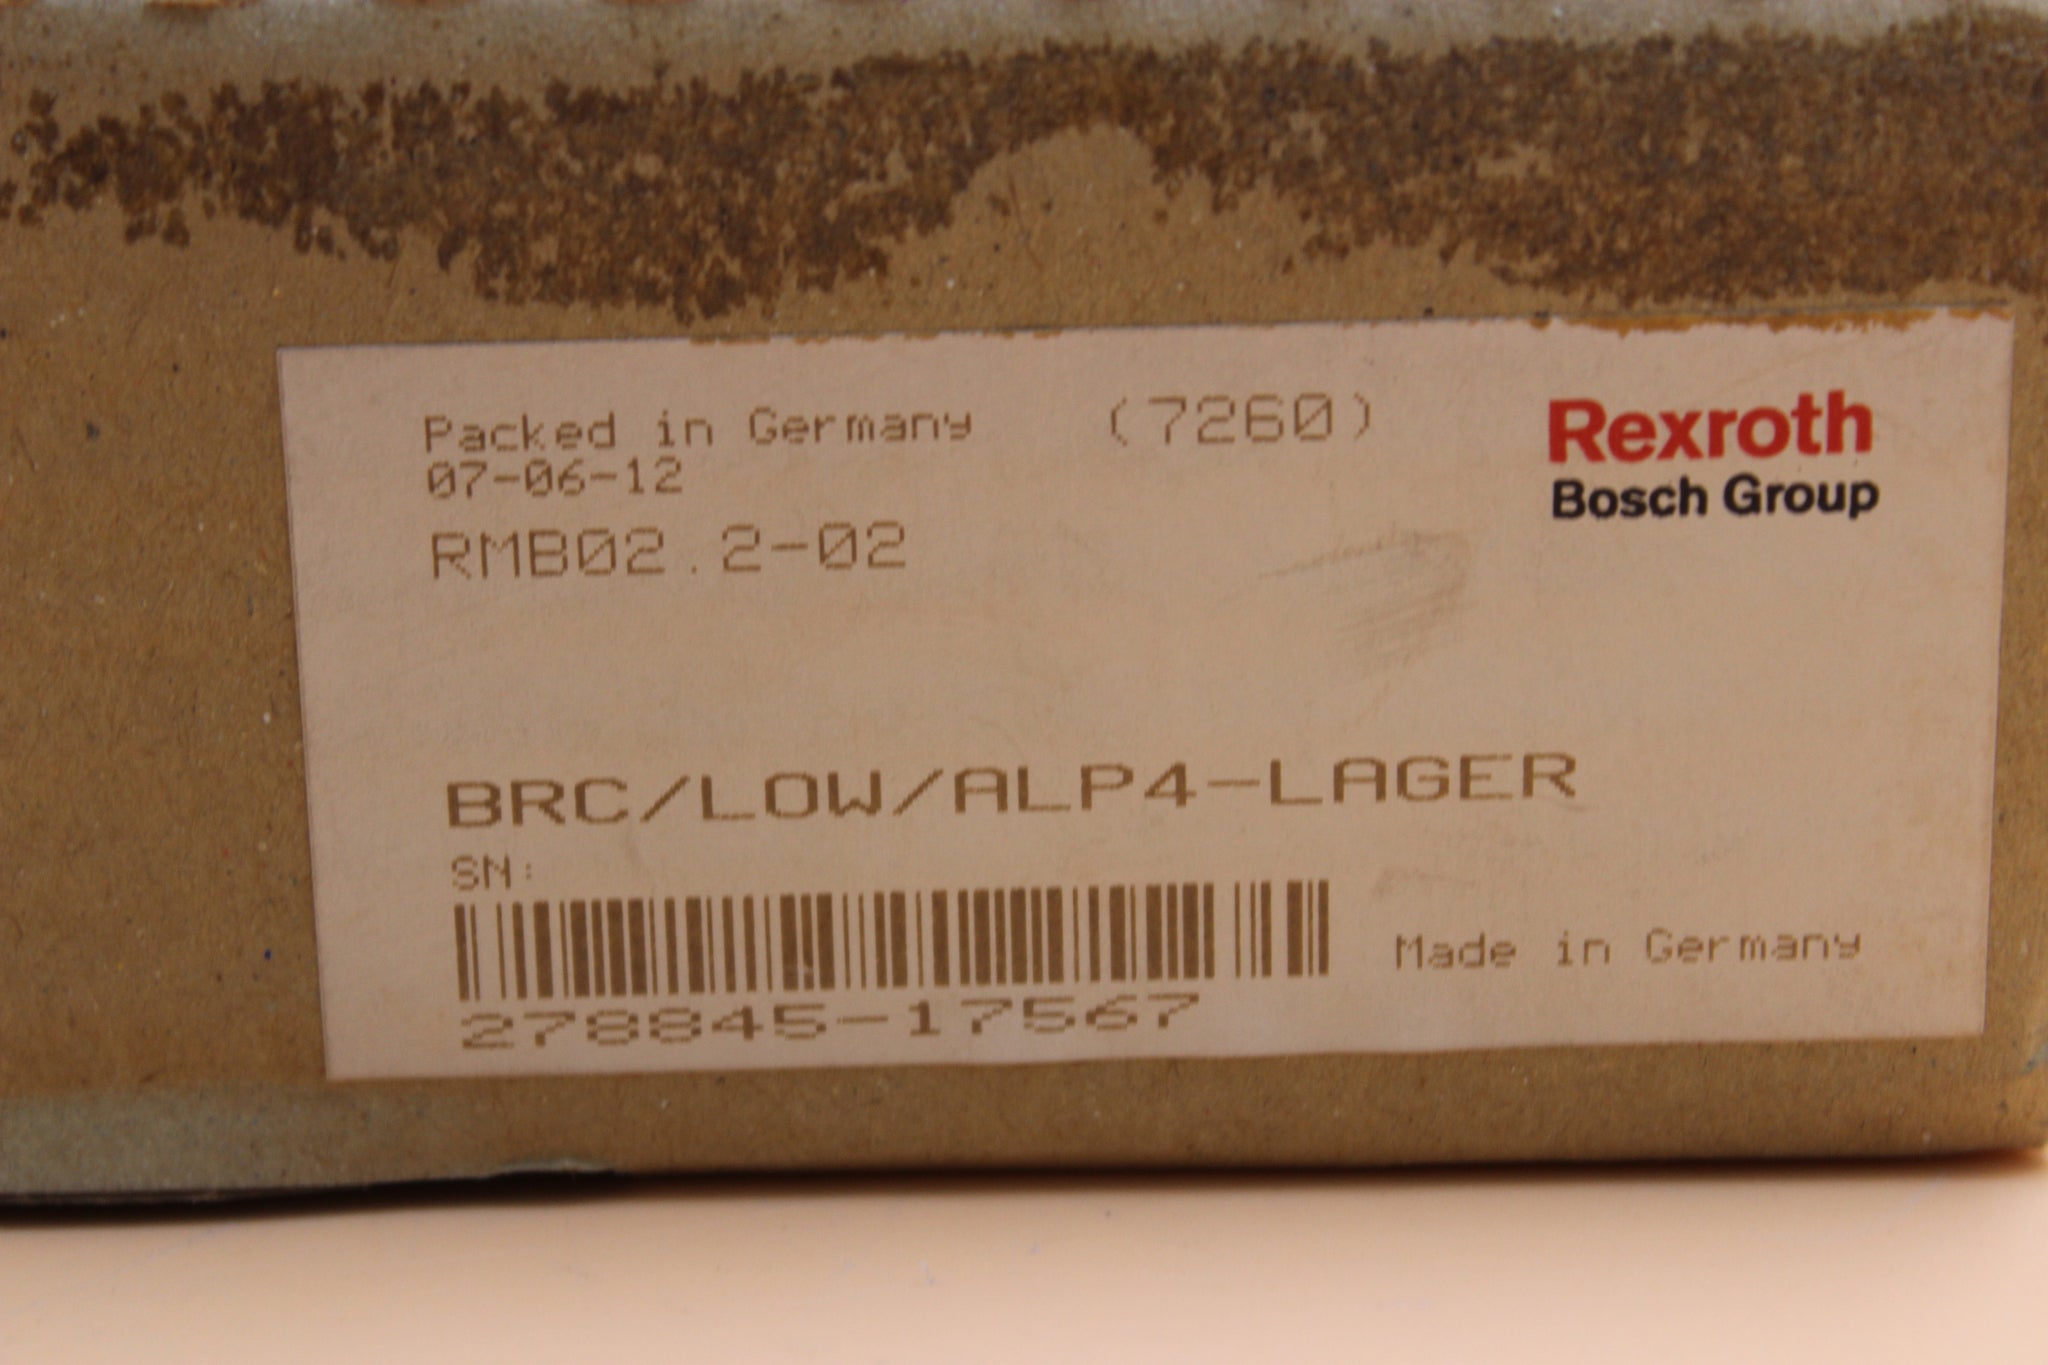 Packed in Germany (7260)
07-06-12
RMB02.2-02
Rexroth
Bosch Group
BRC/LOW/ALP4-LAGER
SN:
278845-17567
Made in Germany